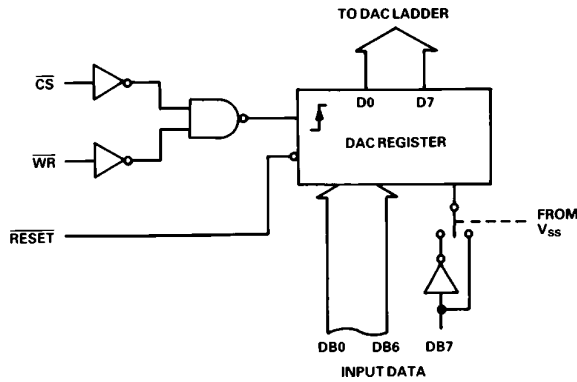 TO DAC LADDER
D0 D7
CS
DAC REGISTER
WR
RESET
FROM
VSS
DB0 DB6 DB7
INPUT DATA